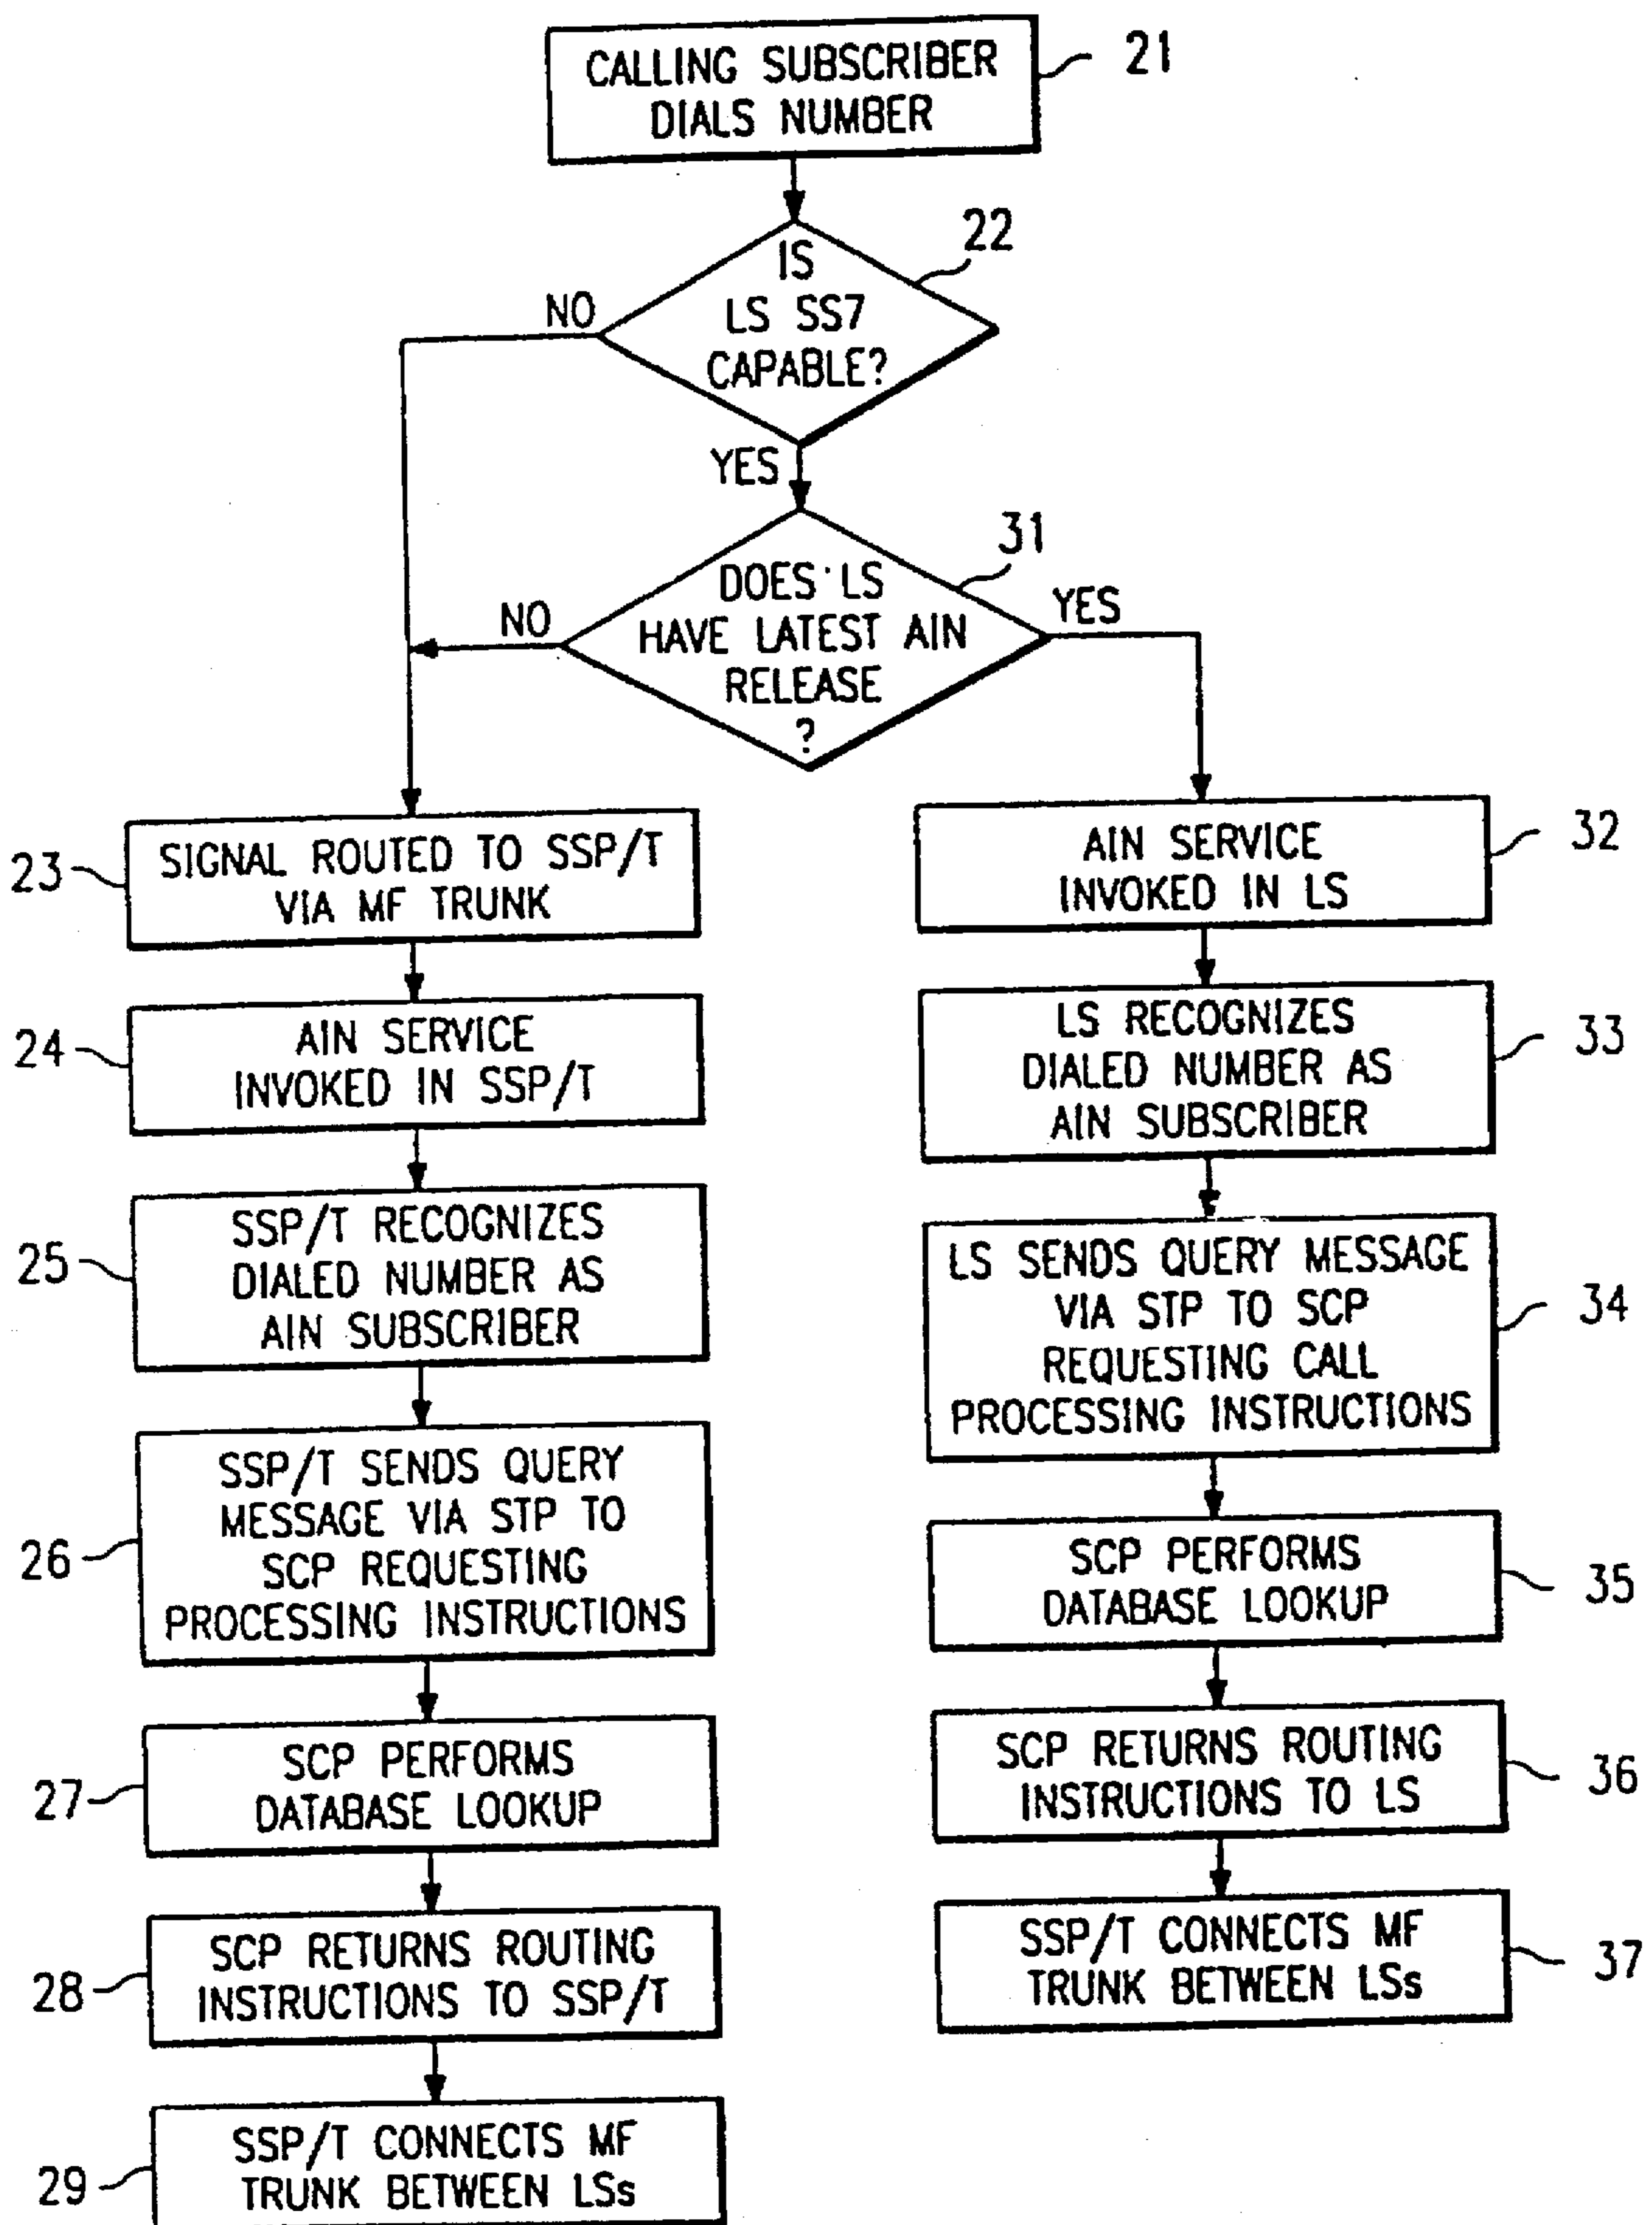 CALLING SUBSCRIBER
DIALS NUMBER
21
IS
LS SS7
CAPABLE?
22
NO
YES
DOES LS
HAVE LATEST AIN
RELEASE
?
31
NO
YES
SIGNAL ROUTED TO SSP/T
VIA MF TRUNK
23
AIN SERVICE
INVOKED IN SSP/T
24
SSP/T RECOGNIZES
DIALED NUMBER AS
AIN SUBSCRIBER
25
SSP/T SENDS QUERY
MESSAGE VIA STP TO
SCP REQUESTING
PROCESSING INSTRUCTIONS
26
SCP PERFORMS
DATABASE LOOKUP
27
SCP RETURNS ROUTING
INSTRUCTIONS TO SSP/T
28
SSP/T CONNECTS MF
TRUNK BETWEEN LSs
29
AIN SERVICE
INVOKED IN LS
32
LS RECOGNIZES
DIALED NUMBER AS
AIN SUBSCRIBER
33
LS SENDS QUERY MESSAGE
VIA STP TO SCP
REQUESTING CALL
PROCESSING INSTRUCTIONS
34
SCP PERFORMS
DATABASE LOOKUP
35
SCP RETURNS ROUTING
INSTRUCTIONS TO LS
36
SSP/T CONNECTS MF
TRUNK BETWEEN LSs
37